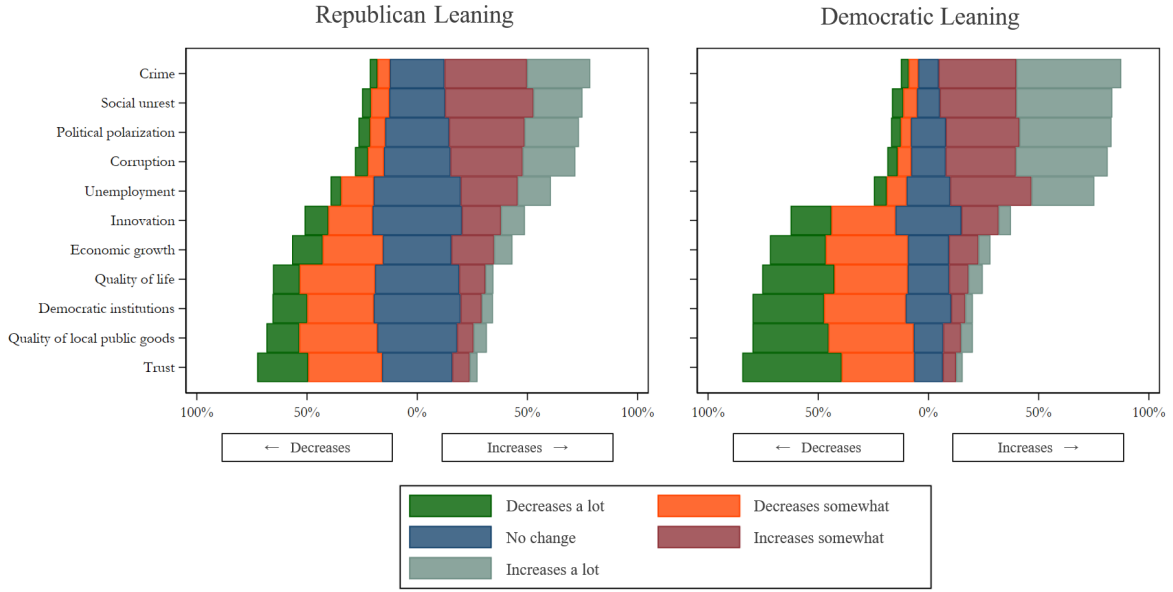 Republican Leaning
Democratic Leaning
Crime
Social unrest
Political polarization
Corruption
Unemployment
Innovation
Economic growth
Quality of life
Democratic institutions
Quality of local public goods
Trust
100% 50% 0% 50% 100%
100% 50% 0% 50% 100%
← Decreases
Increases →
← Decreases
Increases →
Decreases a lot
Decreases somewhat
No change
Increases somewhat
Increases a lot